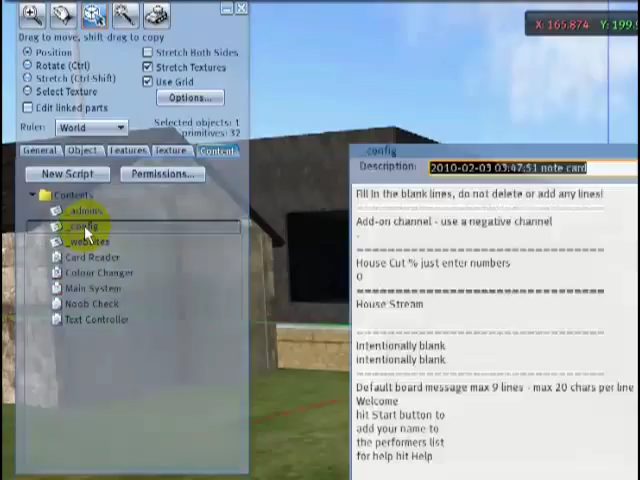 X: 165.874 Y: 199.
Drag to move, shift-drag to copy
Position
Rotate (Ctrl)
Stretch (Ctrl-Shift)
Select Texture
Edit linked parts
Stretch Both Sides
Stretch Textures
Use Grid
Options...
Ruler: World
Selected objects: 1
primitives: 32
General Object Features Texture Content
New Script Permissions...
Contents
_admins
_config
_websites
Card Reader
Colour Changer
Main System
Noob Check
Text Controller
_config
Description: 2010-02-03 03:47:51 note card
Fill in the blank lines, do not delete or add any lines!
Add-on channel - use a negative channel
-
House Cut % just enter numbers
0
House Stream
Intentionally blank
intentionally blank
Default board message max 9 lines - max 20 chars per line
Welcome
hit Start button to
add your name to
the performers list
for help hit Help